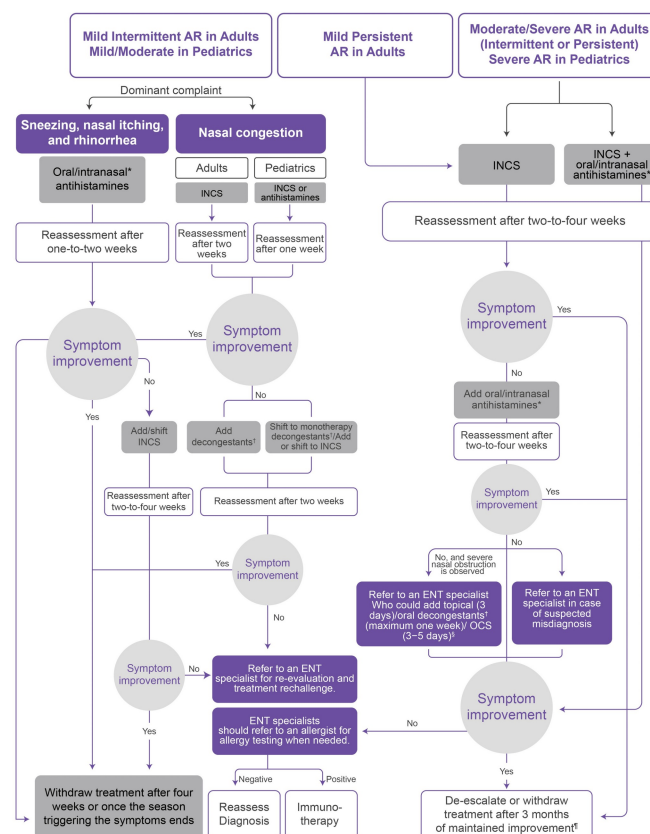 Mild Intermittent AR in Adults
Mild/Moderate in Pediatrics
Mild Persistent
AR in Adults
Moderate/Severe AR in Adults
(Intermittent or Persistent)
Severe AR in Pediatrics
Dominant complaint
Sneezing, nasal itching,
and rhinorrhea
Nasal congestion
Oral/intranasal*
antihistamines
Adults
Pediatrics
INCS
INCS or
antihistamines
INCS
INCS +
oral/intranasal
antihistamines*
Reassessment after
one-to-two weeks
Reassessment
after two
weeks
Reassessment
after one week
Reassessment after two-to-four weeks
Symptom
improvement
Yes
Symptom
improvement
Symptom
improvement
Yes
No
Yes
No
No
Add/shift
INCS
Add
decongestants†
Shift to monotherapy
decongestants†/Add
or shift to INCS
Add oral/intranasal
antihistamines*
Reassessment after
two-to-four weeks
Reassessment after
two-to-four weeks
Reassessment after two weeks
Symptom
improvement
Yes
No
Yes
Symptom
improvement
No
No, and severe
nasal obstruction
is observed
Refer to an ENT specialist
Who could add topical (3
days)/oral decongestants†
(maximum one week)/ OCS
(3–5 days)§
Refer to an ENT
specialist in case
of suspected
misdiagnosis
Symptom
improvement
No
Refer to an ENT
specialist for re-evaluation and
treatment rechallenge.
Yes
ENT specialists
should refer to an allergist for
allergy testing when needed.
No
Symptom
improvement
Yes
Negative
Positive
Withdraw treatment after four
weeks or once the season
triggering the symptoms ends
Reassess
Diagnosis
Immuno-
therapy
De-escalate or withdraw
treatment after 3 months
of maintained improvement¶